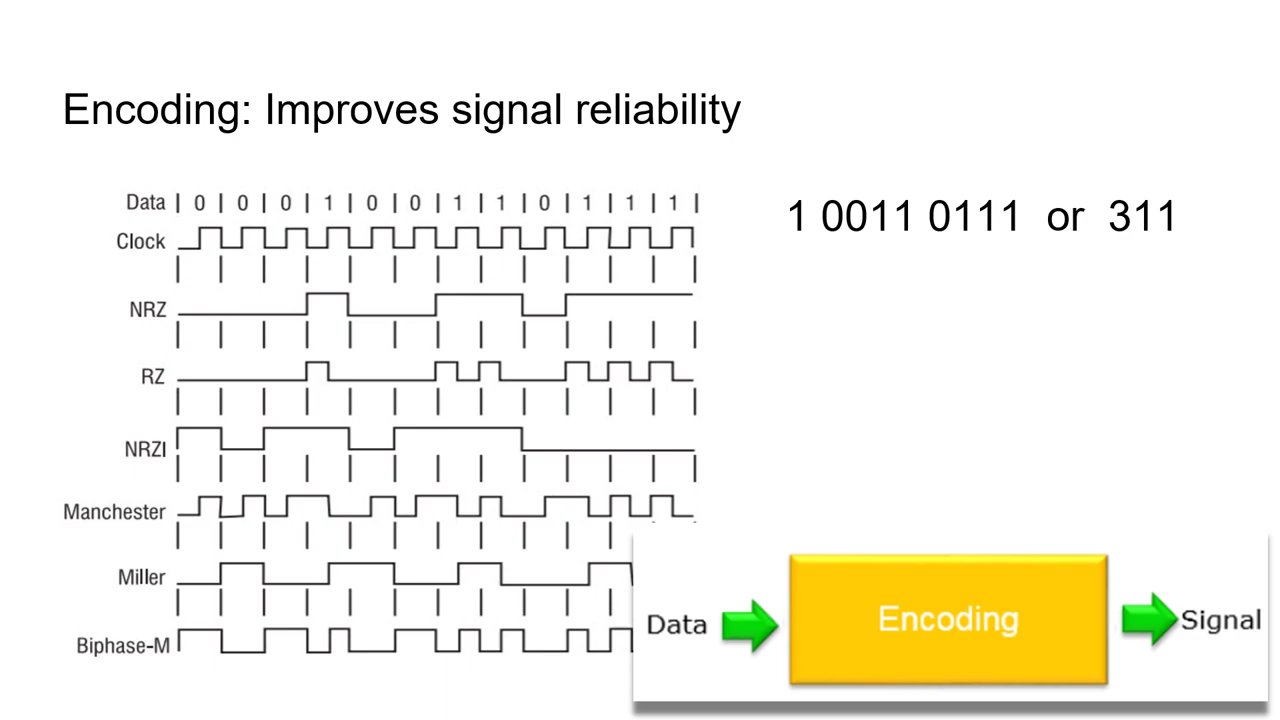 Encoding: Improves signal reliability
Data | 0 | 0 | 0 | 1 | 0 | 0 | 1 | 1 | 0 | 1 | 1 | 1 |
1 0011 0111 or 311
Clock
NRZ
RZ
NRZI
Manchester
Miller
Biphase-M
Data
Encoding
Signal